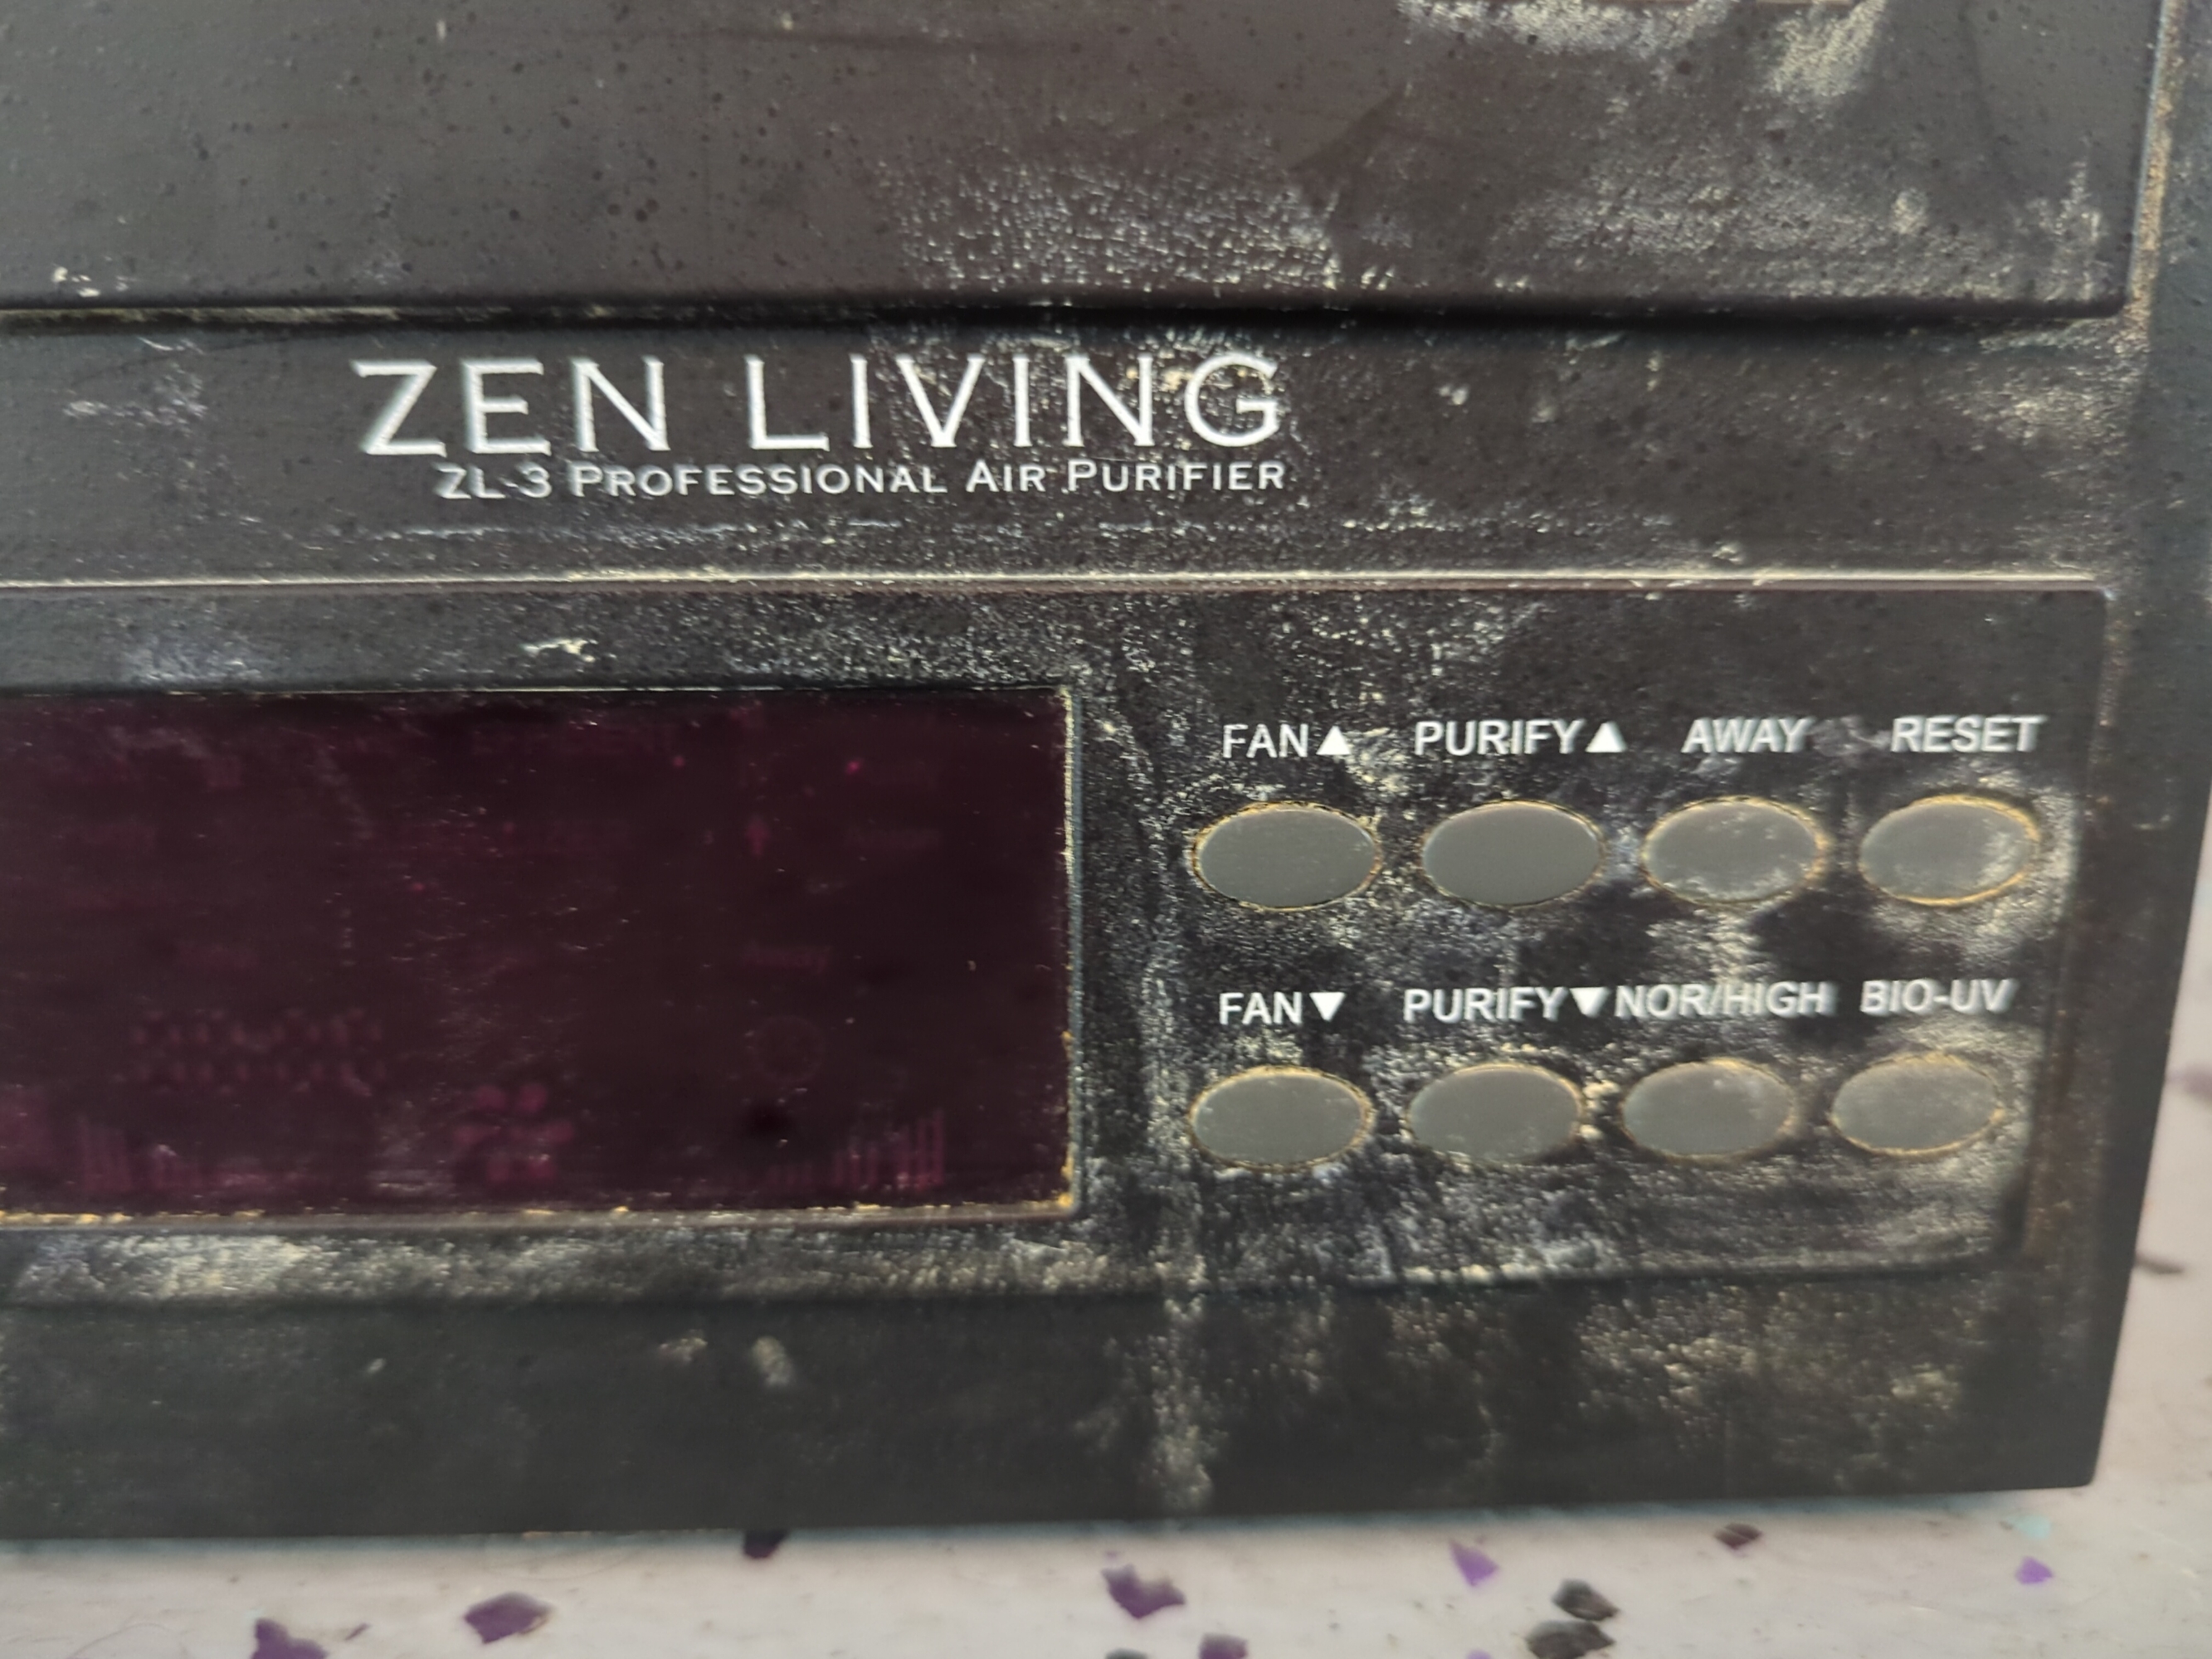 ZEN LIVING
ZL-3 PROFESSIONAL AIR PURIFIER
FAN▲ PURIFY▲ AWAY RESET
FAN▼ PURIFY▼ NOR/HIGH BIO-UV